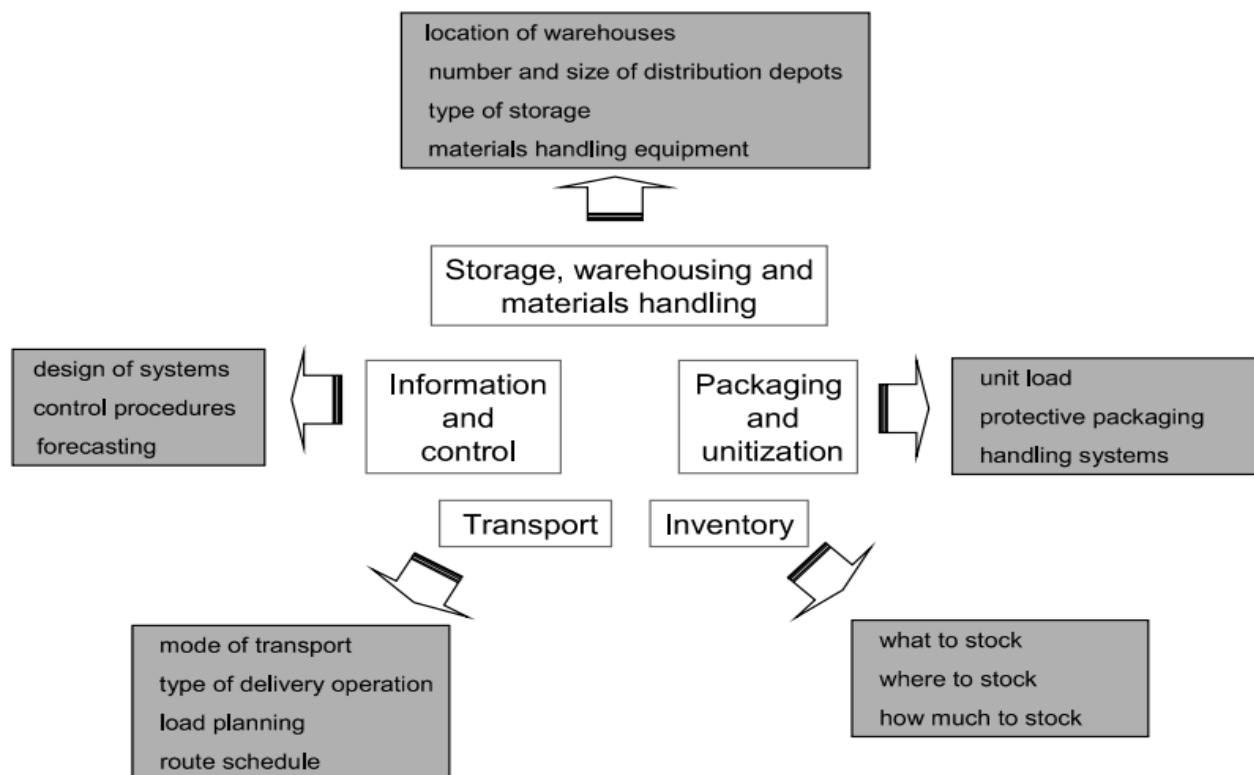 location of warehouses
number and size of distribution depots
type of storage
materials handling equipment
Storage, warehousing and
materials handling
design of systems
control procedures
forecasting
Information
and
control
Packaging
and
unitization
unit load
protective packaging
handling systems
Transport
Inventory
mode of transport
type of delivery operation
load planning
route schedule
what to stock
where to stock
how much to stock